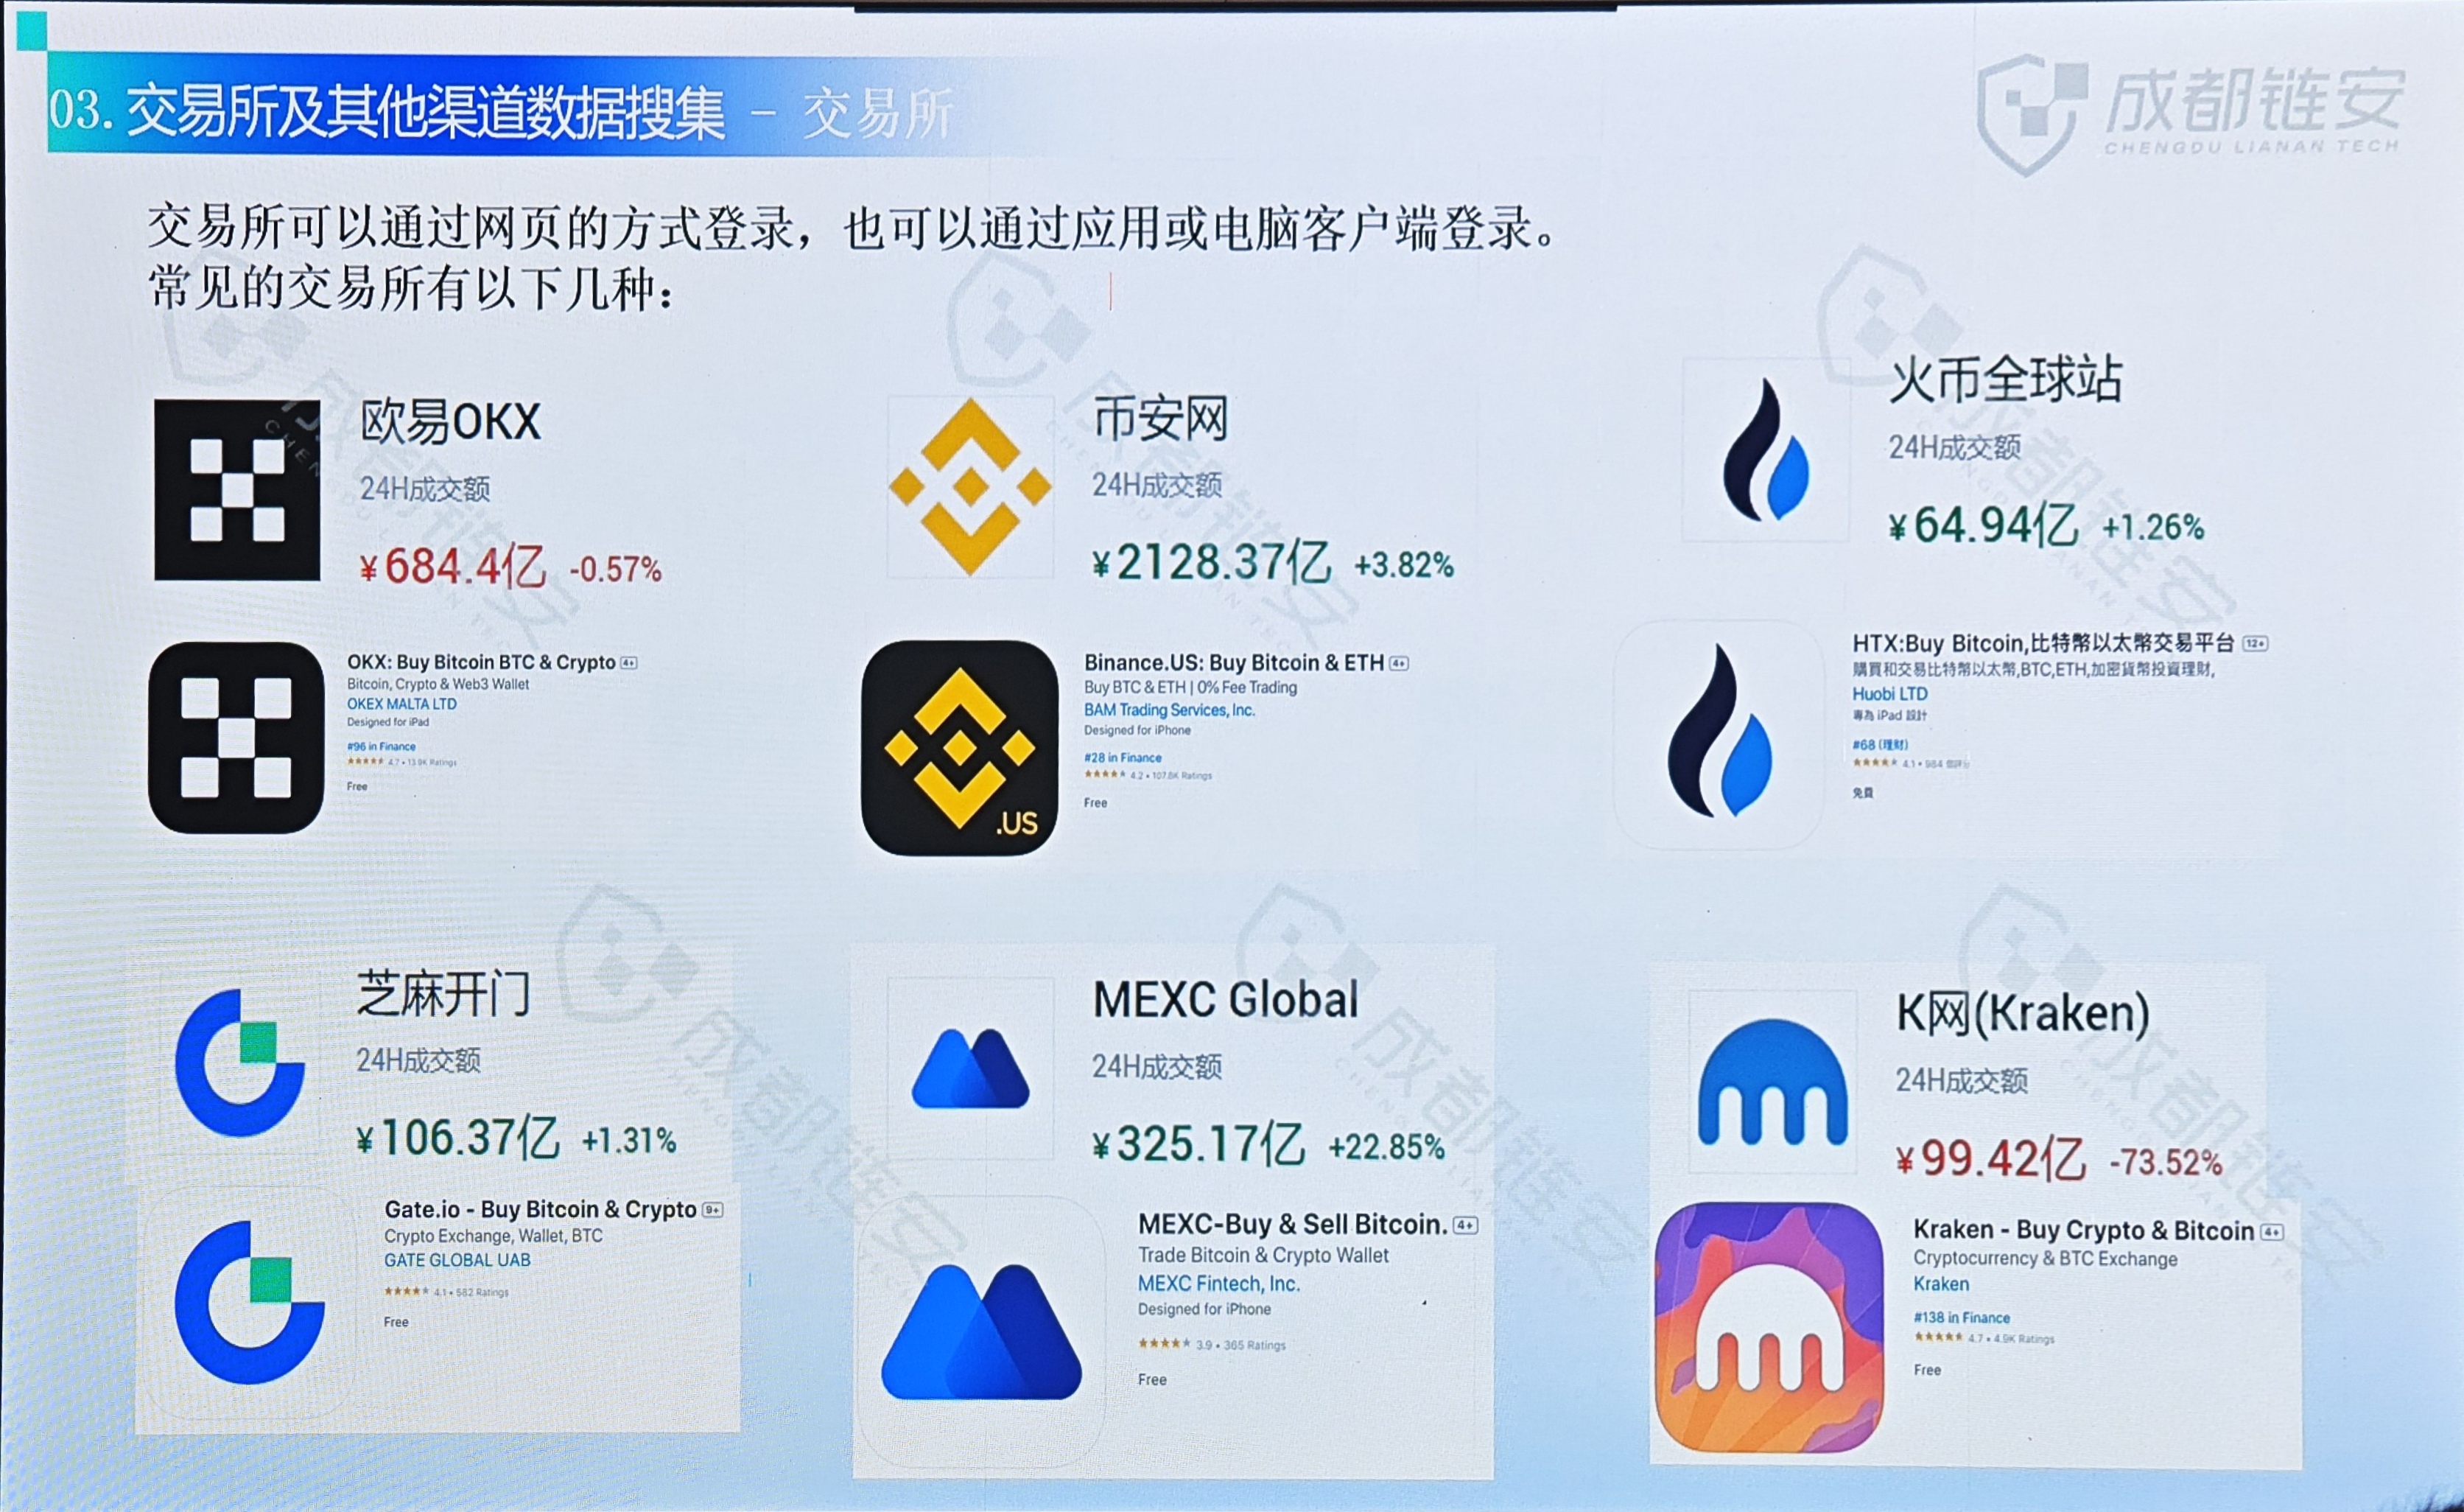 03. 交易所及其他渠道数据搜集 - 交易所
成都链安
CHENGDU LIANAN TECH
交易所可以通过网页的方式登录，也可以通过应用或电脑客户端登录。
常见的交易所有以下几种：
欧易OKX
24H成交额
¥684.4亿 -0.57%
OKX: Buy Bitcoin BTC & Crypto 4+
Bitcoin, Crypto & Web3 Wallet
OKEX MALTA LTD
Designed for iPad
#96 in Finance
★★★★★ 4.7 • 13.9K Ratings
Free
币安网
24H成交额
¥2128.37亿 +3.82%
.US
Binance.US: Buy Bitcoin & ETH 4+
Buy BTC & ETH | 0% Fee Trading
BAM Trading Services, Inc.
Designed for iPhone
#28 in Finance
★★★★★ 4.2 • 107.8K Ratings
Free
火币全球站
24H成交额
¥64.94亿 +1.26%
HTX:Buy Bitcoin,比特幣以太幣交易平台 12+
購買和交易比特幣以太幣,BTC,ETH,加密貨幣投資理財,
Huobi LTD
專為 iPad 設計
#68 (理財)
★★★★★ 4.1 • 984 個評分
免費
芝麻开门
24H成交额
¥106.37亿 +1.31%
Gate.io - Buy Bitcoin & Crypto 9+
Crypto Exchange, Wallet, BTC
GATE GLOBAL UAB
★★★★★ 4.1 • 582 Ratings
Free
MEXC Global
24H成交额
¥325.17亿 +22.85%
MEXC-Buy & Sell Bitcoin. 4+
Trade Bitcoin & Crypto Wallet
MEXC Fintech, Inc.
Designed for iPhone
★★★★★ 3.9 • 365 Ratings
Free
K网(Kraken)
24H成交额
¥99.42亿 -73.52%
Kraken - Buy Crypto & Bitcoin 4+
Cryptocurrency & BTC Exchange
Kraken
#138 in Finance
★★★★★ 4.7 • 4.9K Ratings
Free